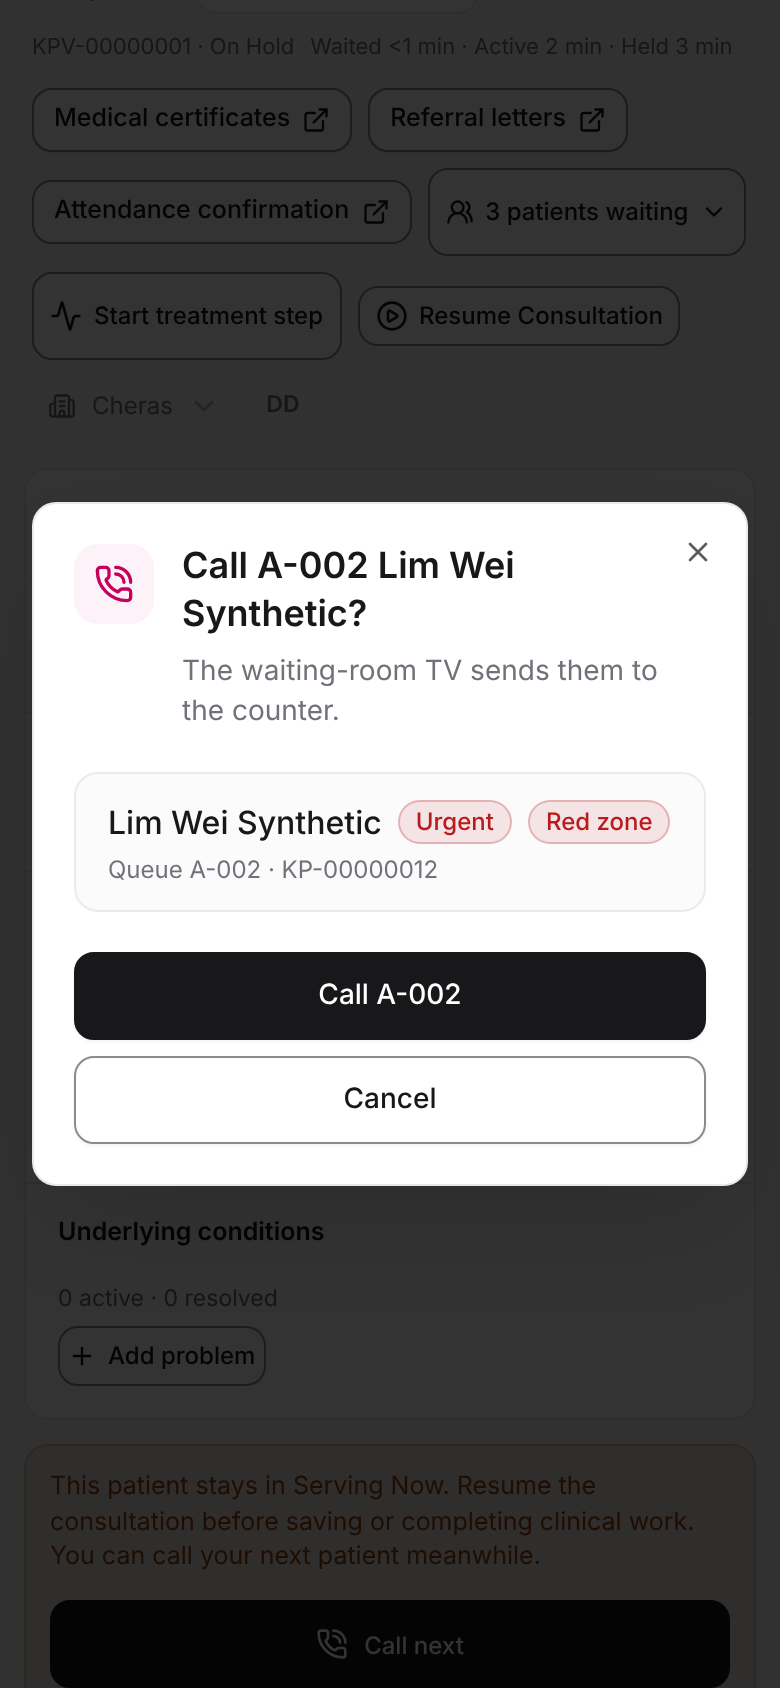 KPV-00000001 · On Hold Waited <1 min · Active 2 min · Held 3 min
Medical certificates
Referral letters
Attendance confirmation
3 patients waiting
Start treatment step
Resume Consultation
Cheras
DD
Call A-002 Lim Wei
Synthetic?
The waiting-room TV sends them to
the counter.
Lim Wei Synthetic
Urgent
Red zone
Queue A-002 · KP-00000012
Call A-002
Cancel
Underlying conditions
0 active · 0 resolved
Add problem
This patient stays in Serving Now. Resume the
consultation before saving or completing clinical work.
You can call your next patient meanwhile.
Call next